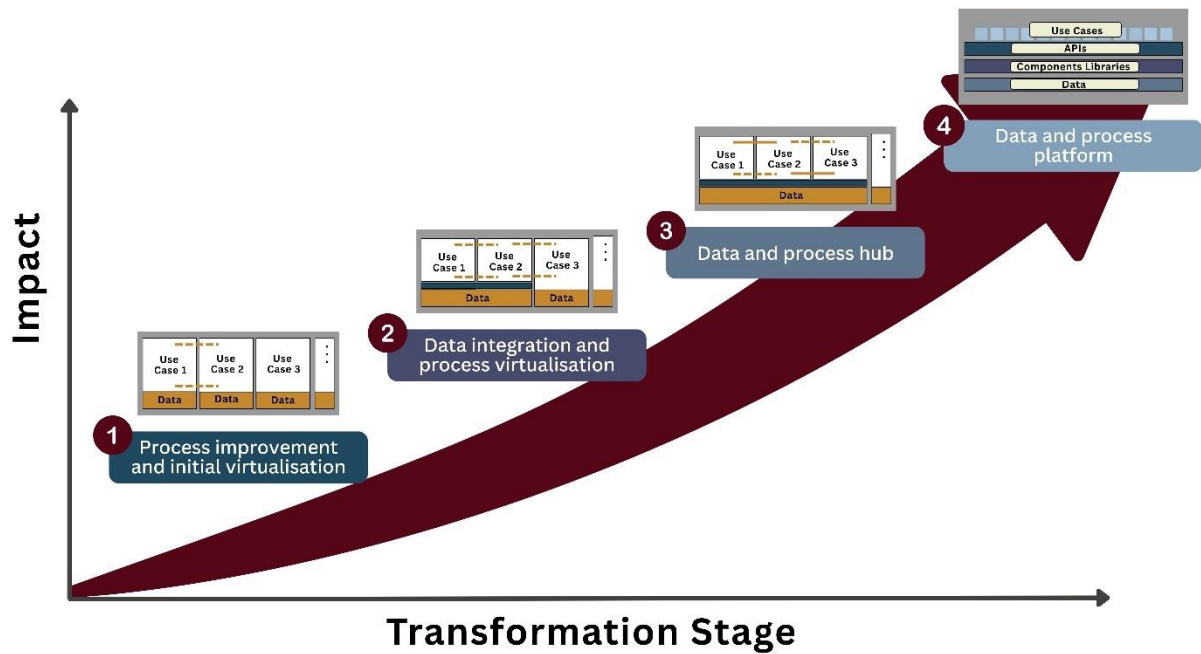 Impact
Transformation Stage
Use
Case 1
Use
Case 2
Use
Case 3
Data
Data
Data
1
Process improvement
and initial virtualisation
Use
Case 1
Use
Case 2
Use
Case 3
Data
Data
2
Data integration and
process virtualisation
Use
Case 1
Use
Case 2
Use
Case 3
Data
3
Data and process hub
Use Cases
APIs
Components Libraries
Data
4
Data and process
platform